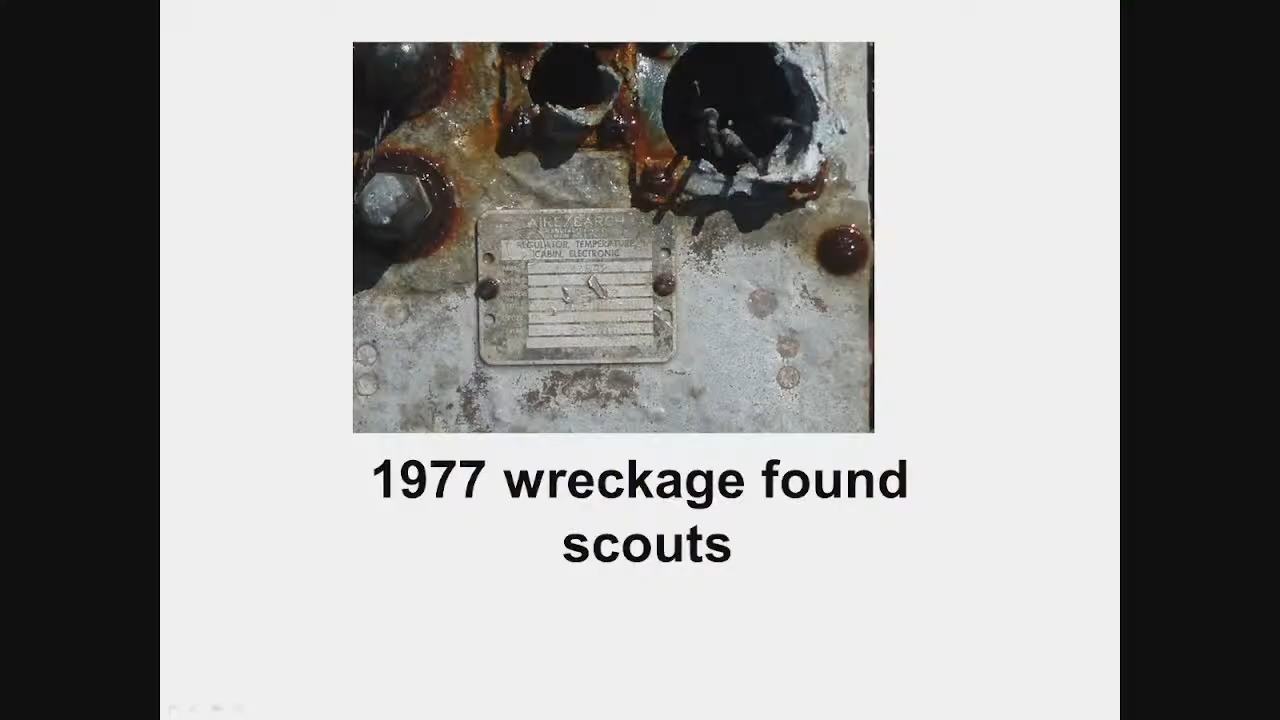 AIRESEARCH
REGULATOR, TEMPERATURE,
CABIN, ELECTRONIC
1977 wreckage found
scouts